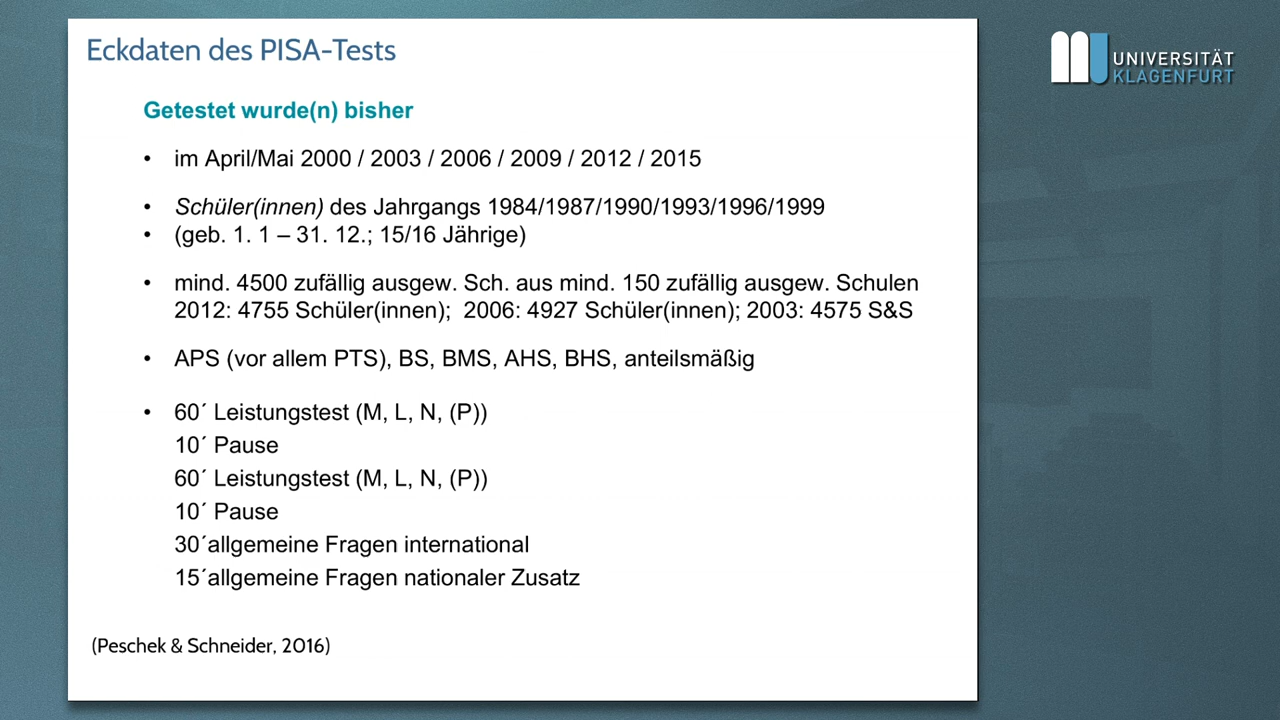 Eckdaten des PISA-Tests
UNIVERSITÄT
KLAGENFURT
Getestet wurde(n) bisher
• im April/Mai 2000 / 2003 / 2006 / 2009 / 2012 / 2015
• Schüler(innen) des Jahrgangs 1984/1987/1990/1993/1996/1999
• (geb. 1. 1 – 31. 12.; 15/16 Jährige)
• mind. 4500 zufällig ausgew. Sch. aus mind. 150 zufällig ausgew. Schulen
2012: 4755 Schüler(innen); 2006: 4927 Schüler(innen); 2003: 4575 S&S
• APS (vor allem PTS), BS, BMS, AHS, BHS, anteilsmäßig
• 60´ Leistungstest (M, L, N, (P))
10´ Pause
60´ Leistungstest (M, L, N, (P))
10´ Pause
30´allgemeine Fragen international
15´allgemeine Fragen nationaler Zusatz
(Peschek & Schneider, 2016)